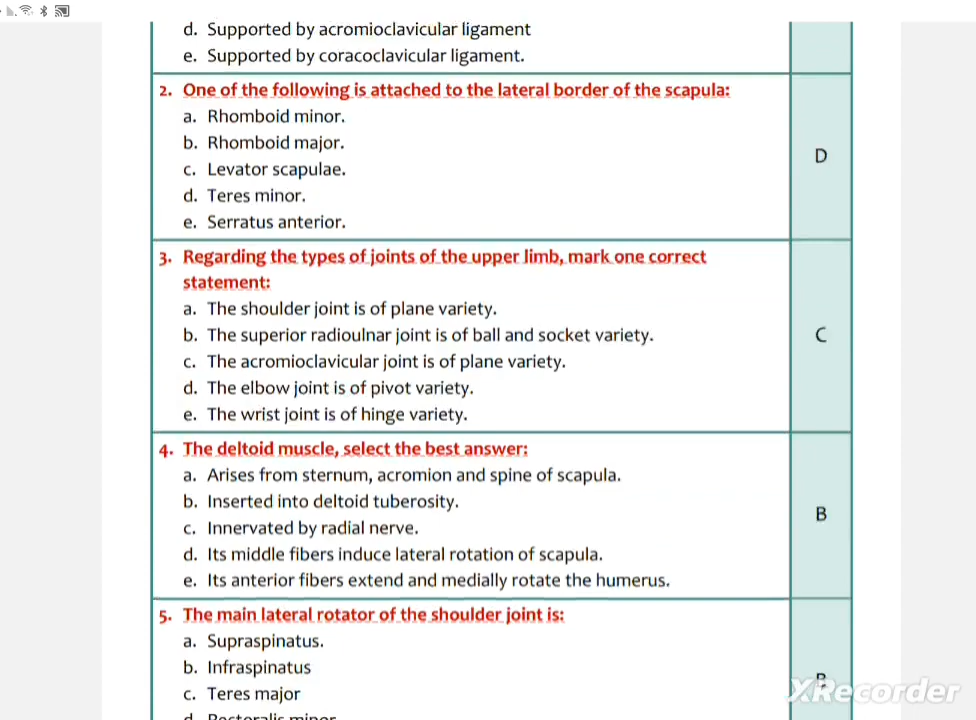 d. Supported by acromioclavicular ligament
e. Supported by coracoclavicular ligament.
2. One of the following is attached to the lateral border of the scapula:
a. Rhomboid minor.
b. Rhomboid major.
c. Levator scapulae.
d. Teres minor.
e. Serratus anterior.
D
3. Regarding the types of joints of the upper limb, mark one correct
statement:
a. The shoulder joint is of plane variety.
b. The superior radioulnar joint is of ball and socket variety.
c. The acromioclavicular joint is of plane variety.
d. The elbow joint is of pivot variety.
e. The wrist joint is of hinge variety.
C
4. The deltoid muscle, select the best answer:
a. Arises from sternum, acromion and spine of scapula.
b. Inserted into deltoid tuberosity.
c. Innervated by radial nerve.
d. Its middle fibers induce lateral rotation of scapula.
e. Its anterior fibers extend and medially rotate the humerus.
B
5. The main lateral rotator of the shoulder joint is:
a. Supraspinatus.
b. Infraspinatus
c. Teres major
d. Pectoralis minor
B
XRecorder